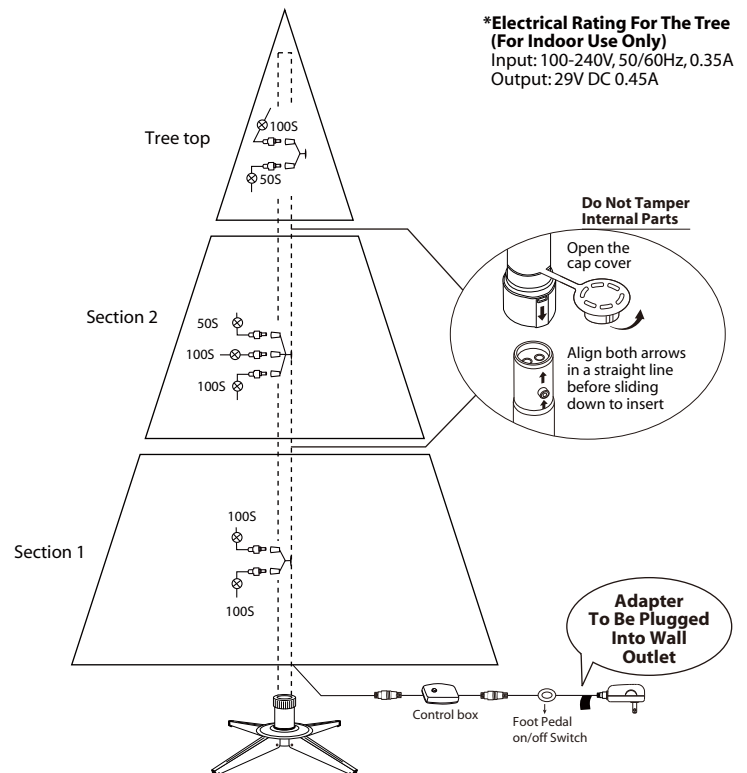 *Electrical Rating For The Tree
(For Indoor Use Only)
Input: 100-240V, 50/60Hz, 0.35A
Output: 29V DC 0.45A
Tree top
100S
50S
Do Not Tamper
Internal Parts
Open the
cap cover
Align both arrows
in a straight line
before sliding
down to insert
Section 2
50S
100S
100S
Section 1
100S
100S
Adapter
To Be Plugged
Into Wall
Outlet
Control box
Foot Pedal
on/off Switch